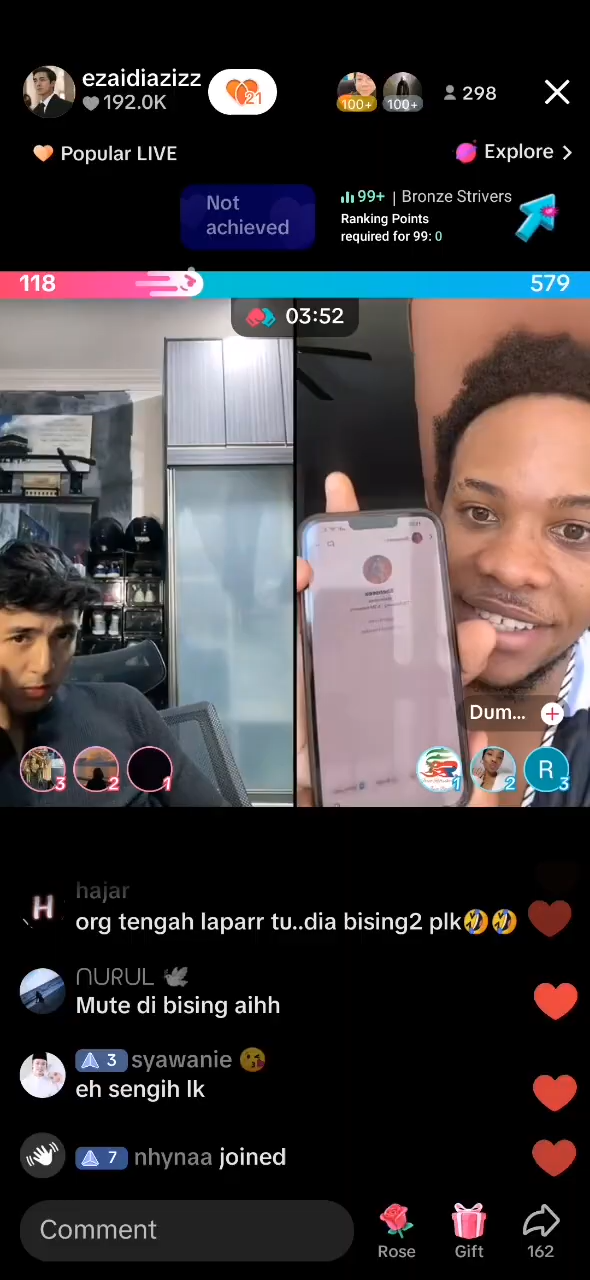 ezaidiazizz
192.0K
21
100+
100+
298
Popular LIVE
Explore
Not
achieved
99+ | Bronze Strivers
Ranking Points
required for 99: 0
118
579
03:52
Dum...
3
2
1
1
2
R
3
H
hajar
org tengah laparr tu..dia bising2 plk🤣🤣
ՌURUL 🕊
Mute di bising aihh
3 syawanie 😘
eh sengih lk
7 nhynaa joined
Comment
Rose
Gift
162